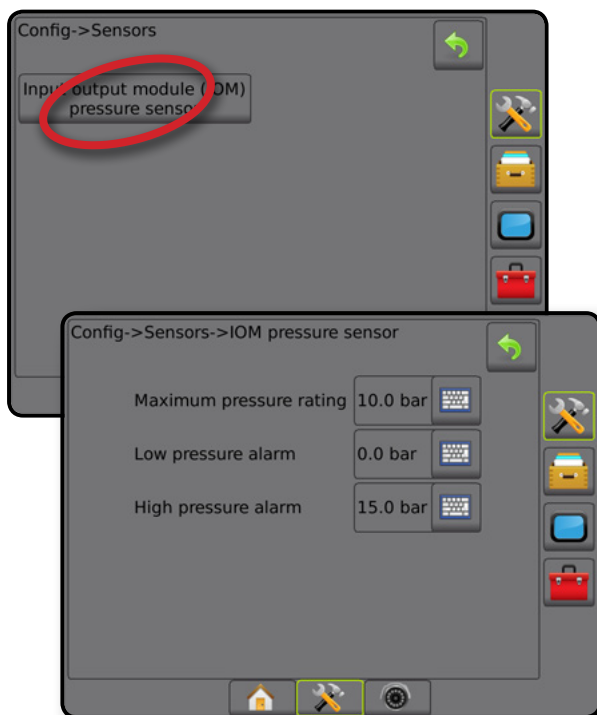 Config->Sensors
Input output module (IOM)
pressure sensor
Config->Sensors->IOM pressure sensor
Maximum pressure rating 10.0 bar
Low pressure alarm 0.0 bar
High pressure alarm 15.0 bar